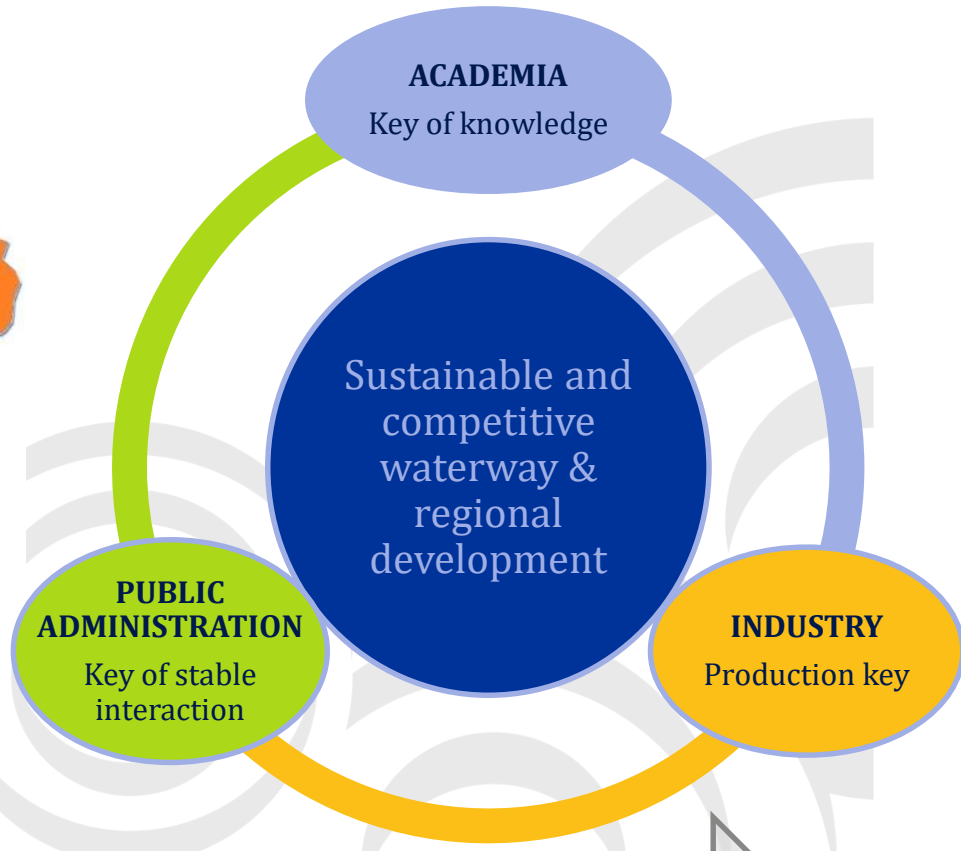 ACADEMIA
Key of knowledge
Sustainable and
competitive
waterway &
regional
development
PUBLIC
ADMINISTRATION
Key of stable
interaction
INDUSTRY
Production key